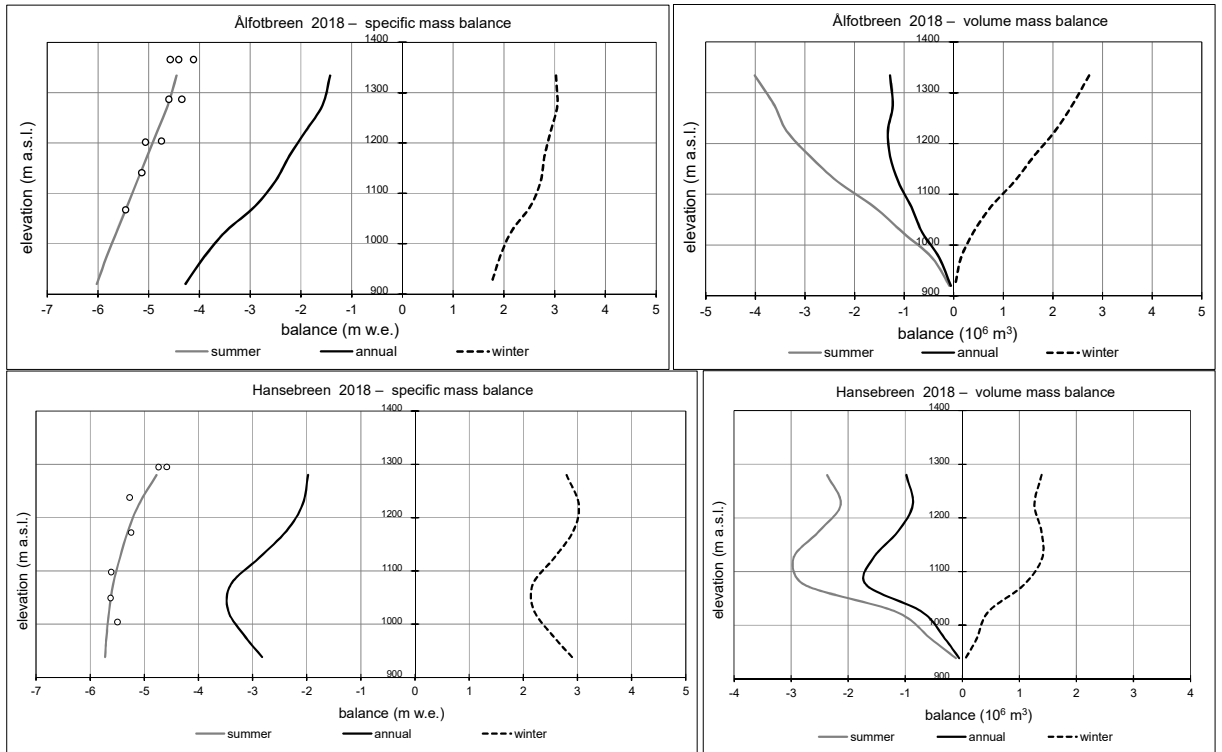 Ålfotbreen 2018 – specific mass balance
1400
1300
1200
1100
1000
900
elevation (m a.s.l.)
-7 -6 -5 -4 -3 -2 -1 0 1 2 3 4 5
balance (m w.e.)
summer annual winter
Ålfotbreen 2018 – volume mass balance
1400
1300
1200
1100
1000
900
elevation (m a.s.l.)
-5 -4 -3 -2 -1 0 1 2 3 4 5
balance (10⁶ m³)
summer annual winter
Hansebreen 2018 – specific mass balance
1400
1300
1200
1100
1000
900
elevation (m a.s.l.)
-7 -6 -5 -4 -3 -2 -1 0 1 2 3 4 5
balance (m w.e.)
summer annual winter
Hansebreen 2018 – volume mass balance
1400
1300
1200
1100
1000
900
elevation (m a.s.l.)
-4 -3 -2 -1 0 1 2 3 4
balance (10⁶ m³)
summer annual winter